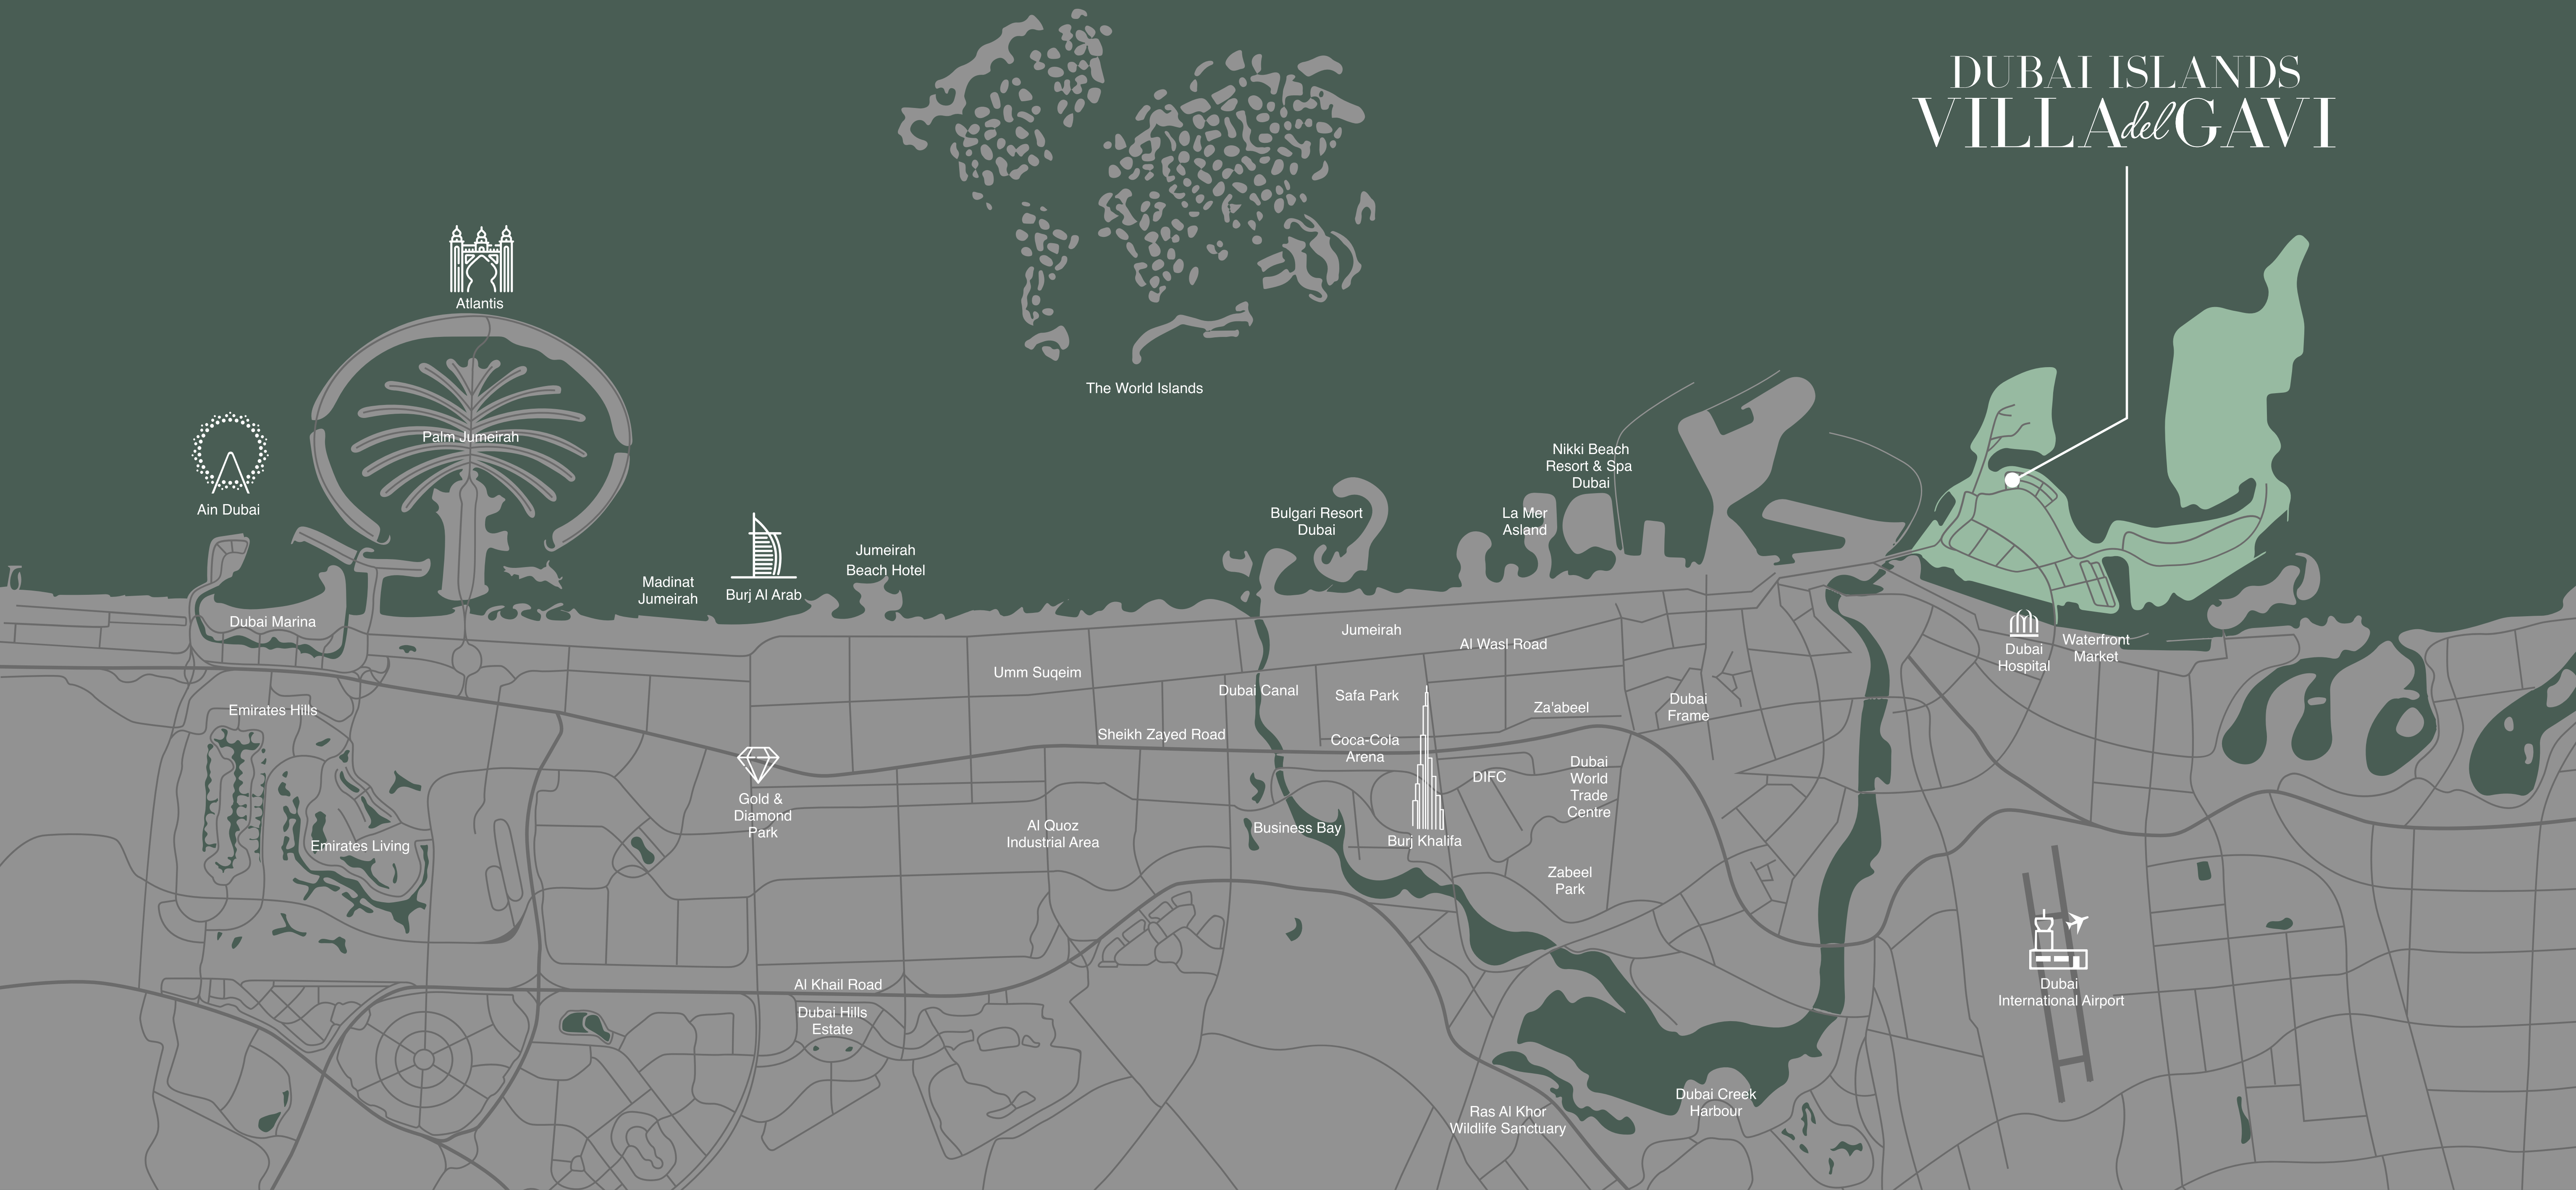 DUBAI ISLANDS
VILLA del GAVI
Atlantis
The World Islands
Palm Jumeirah
Ain Dubai
Nikki Beach
Resort & Spa
Dubai
Bulgari Resort
Dubai
La Mer
Asland
Jumeirah
Beach Hotel
Madinat
Jumeirah
Burj Al Arab
Dubai Marina
Jumeirah
Al Wasl Road
Dubai
Hospital
Waterfront
Market
Umm Suqeim
Dubai Canal
Safa Park
Za'abeel
Dubai
Frame
Emirates Hills
Sheikh Zayed Road
Coca-Cola
Arena
DIFC
Dubai
World
Trade
Centre
Gold &
Diamond
Park
Al Quoz
Industrial Area
Business Bay
Burj Khalifa
Emirates Living
Zabeel
Park
Al Khail Road
Dubai
International Airport
Dubai Hills
Estate
Dubai Creek
Harbour
Ras Al Khor
Wildlife Sanctuary